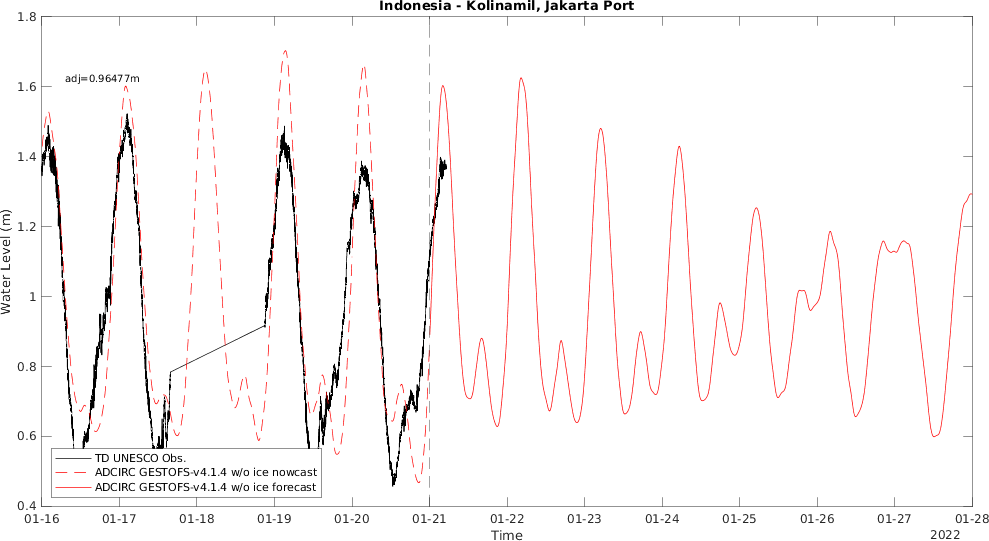 Indonesia - Kolinamil, Jakarta Port
1.8
1.6
1.4
1.2
1
0.8
0.6
0.4
Water Level (m)
adj=0.96477m
TD UNESCO Obs.
ADCIRC GESTOFS-v4.1.4 w/o ice nowcast
ADCIRC GESTOFS-v4.1.4 w/o ice forecast
01-16 01-17 01-18 01-19 01-20 01-21 01-22 01-23 01-24 01-25 01-26 01-27 01-28
Time
2022